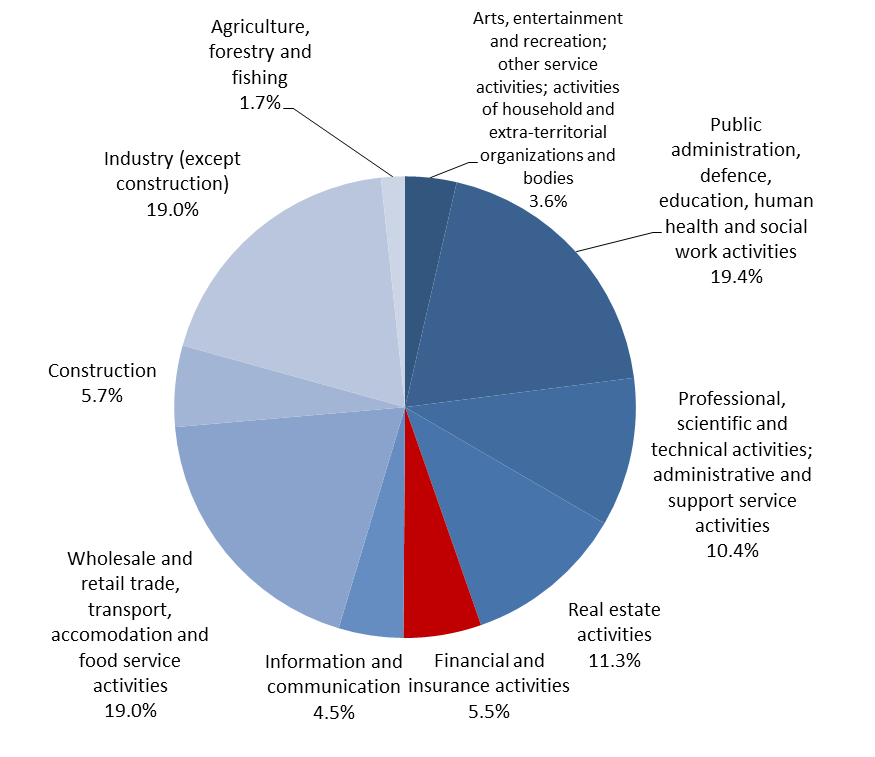 Agriculture,
forestry and
fishing
1.7%
Arts, entertainment
and recreation;
other service
activities; activities
of household and
extra-territorial
organizations and
bodies
3.6%
Public
administration,
defence,
education, human
health and social
work activities
19.4%
Industry (except
construction)
19.0%
Construction
5.7%
Professional,
scientific and
technical activities;
administrative and
support service
activities
10.4%
Wholesale and
retail trade,
transport,
accomodation and
food service
activities
19.0%
Information and
communication
4.5%
Financial and
insurance activities
5.5%
Real estate
activities
11.3%